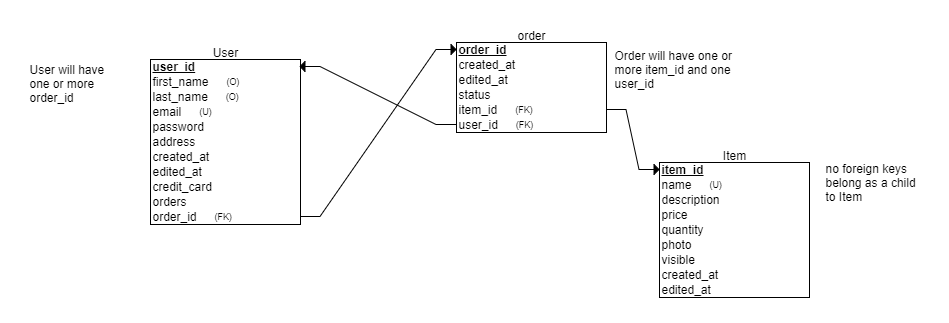 User will have
one or more
order_id
User
user_id
first_name (O)
last_name (O)
email (U)
password
address
created_at
edited_at
credit_card
orders
order_id (FK)
order
order_id
created_at
edited_at
status
item_id (FK)
user_id (FK)
Order will have one or
more item_id and one
user_id
Item
item_id
name (U)
description
price
quantity
photo
visible
created_at
edited_at
no foreign keys
belong as a child
to Item